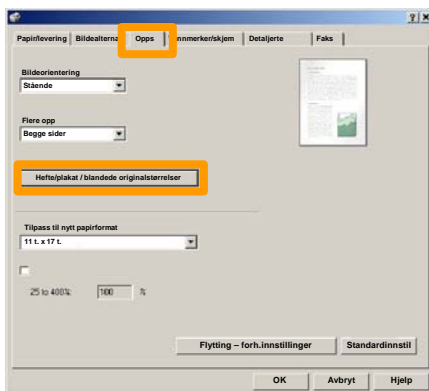 Papir/levering Bildealterna Opps nnmerker/skjem Detaljerte Faks
Bildeorientering
Stående
Flere opp
Begge sider
Hefte/plakat / blandede originalstørrelser
Tilpass til nytt papirformat
11 t. x 17 t.
25 to 400%: 100 %
Flytting – forh.innstillinger Standardinnstil
OK Avbryt Hjelp